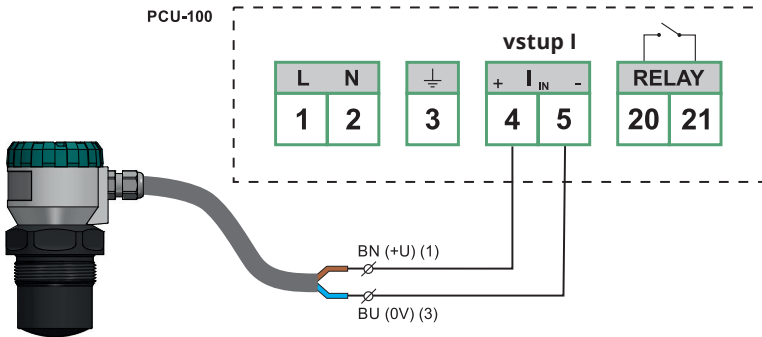 PCU-100
vstup I
L N
⏚
+ I IN -
RELAY
1 2
3
4 5
20 21
BN (+U) (1)
BU (0V) (3)